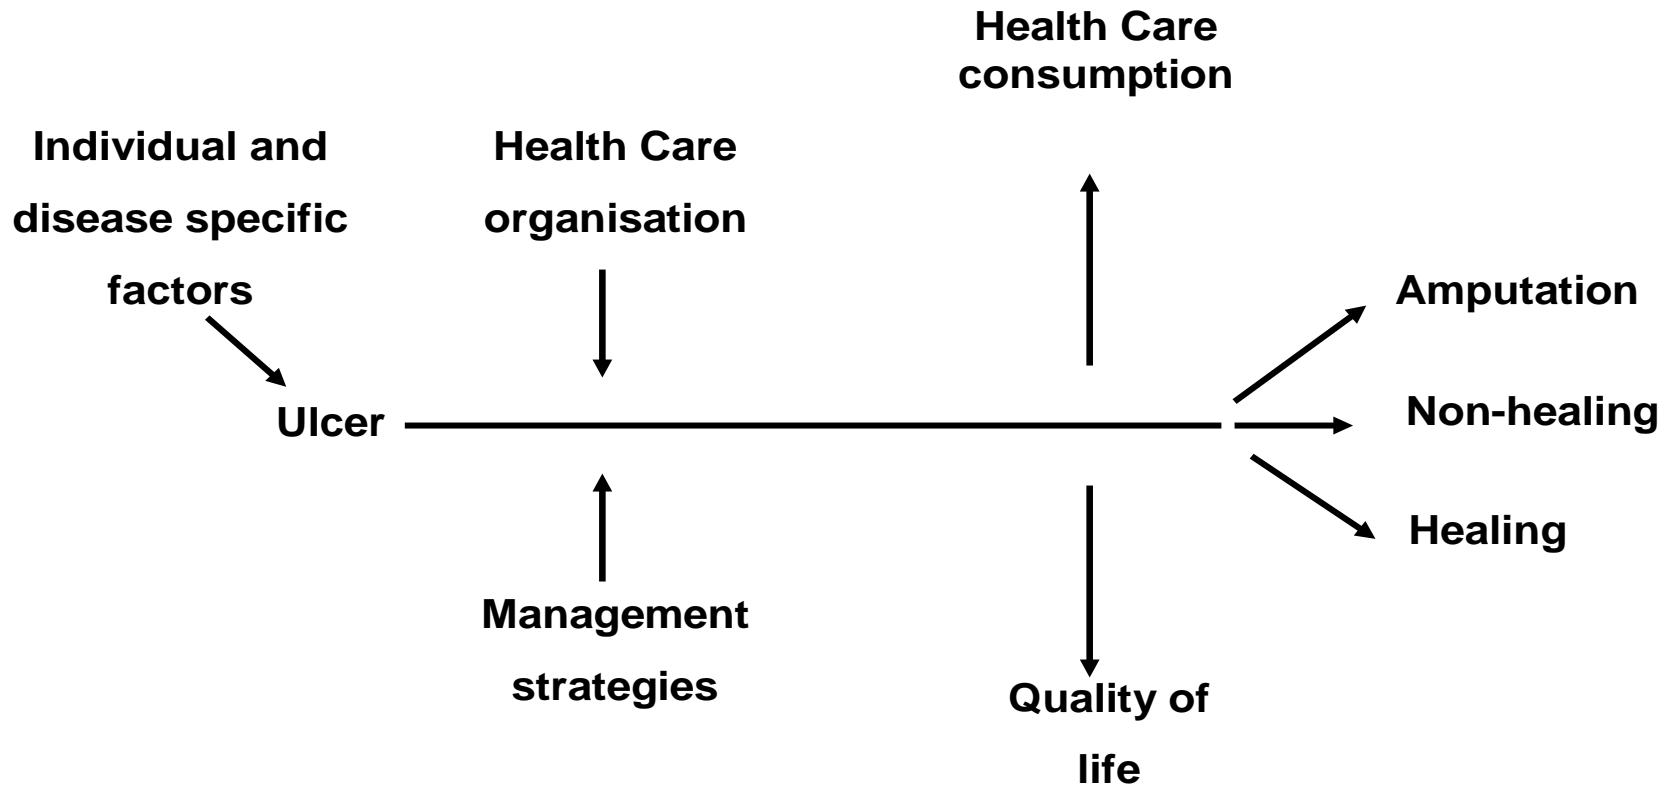 Health Care
consumption
Individual and
disease specific
factors
Health Care
organisation
Ulcer
Management
strategies
Quality of
life
Amputation
Non-healing
Healing